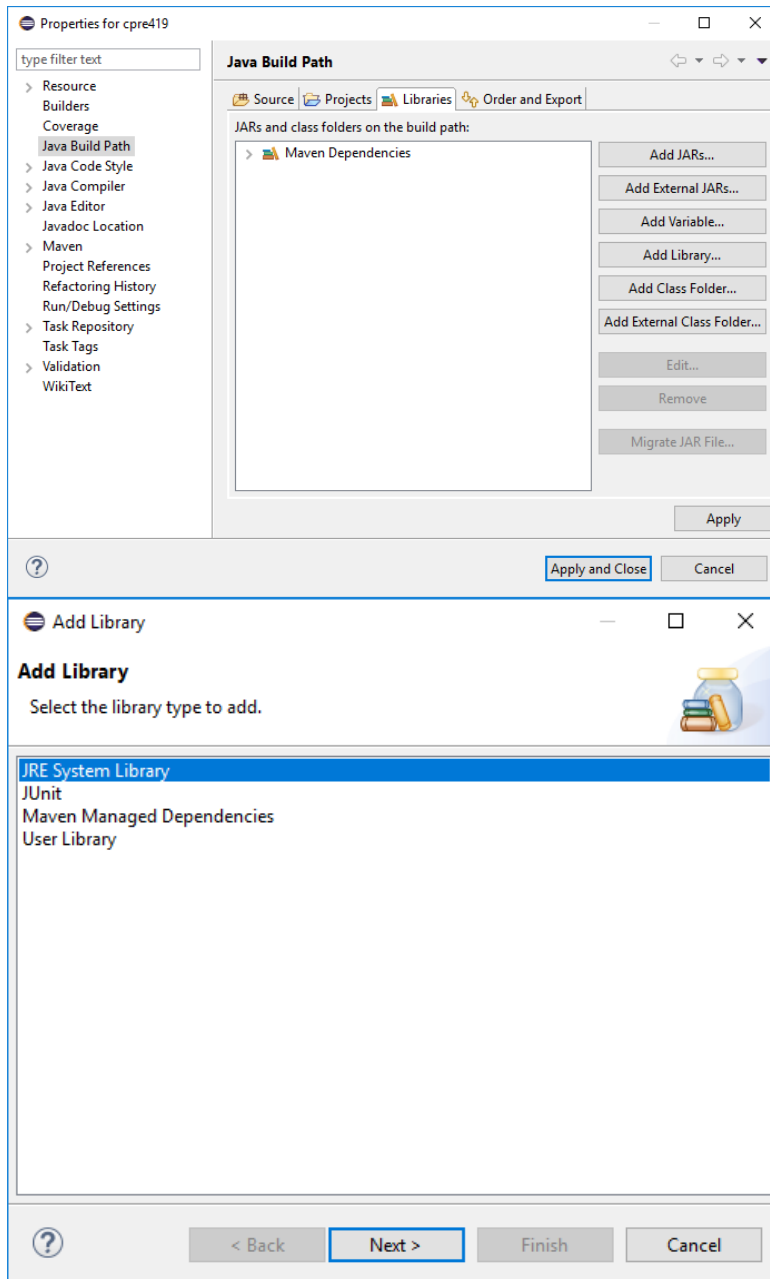 Properties for cpre419
type filter text
Resource
Builders
Coverage
Java Build Path
Java Code Style
Java Compiler
Java Editor
Javadoc Location
Maven
Project References
Refactoring History
Run/Debug Settings
Task Repository
Task Tags
Validation
WikiText
Java Build Path
Source Projects Libraries Order and Export
JARs and class folders on the build path:
Maven Dependencies
Add JARs...
Add External JARs...
Add Variable...
Add Library...
Add Class Folder...
Add External Class Folder...
Edit...
Remove
Migrate JAR File...
Apply
? Apply and Close Cancel
Add Library
Add Library
Select the library type to add.
JRE System Library
JUnit
Maven Managed Dependencies
User Library
? < Back Next > Finish Cancel